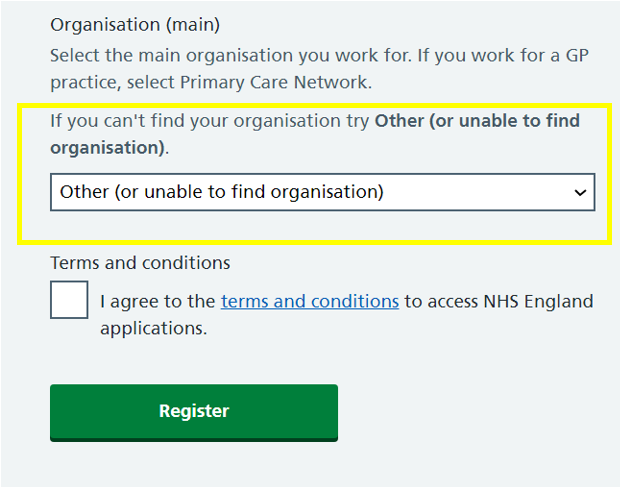 Organisation (main)
Select the main organisation you work for. If you work for a GP
practice, select Primary Care Network.
If you can't find your organisation try Other (or unable to find
organisation).
Other (or unable to find organisation)
Terms and conditions
I agree to the terms and conditions to access NHS England
applications.
Register